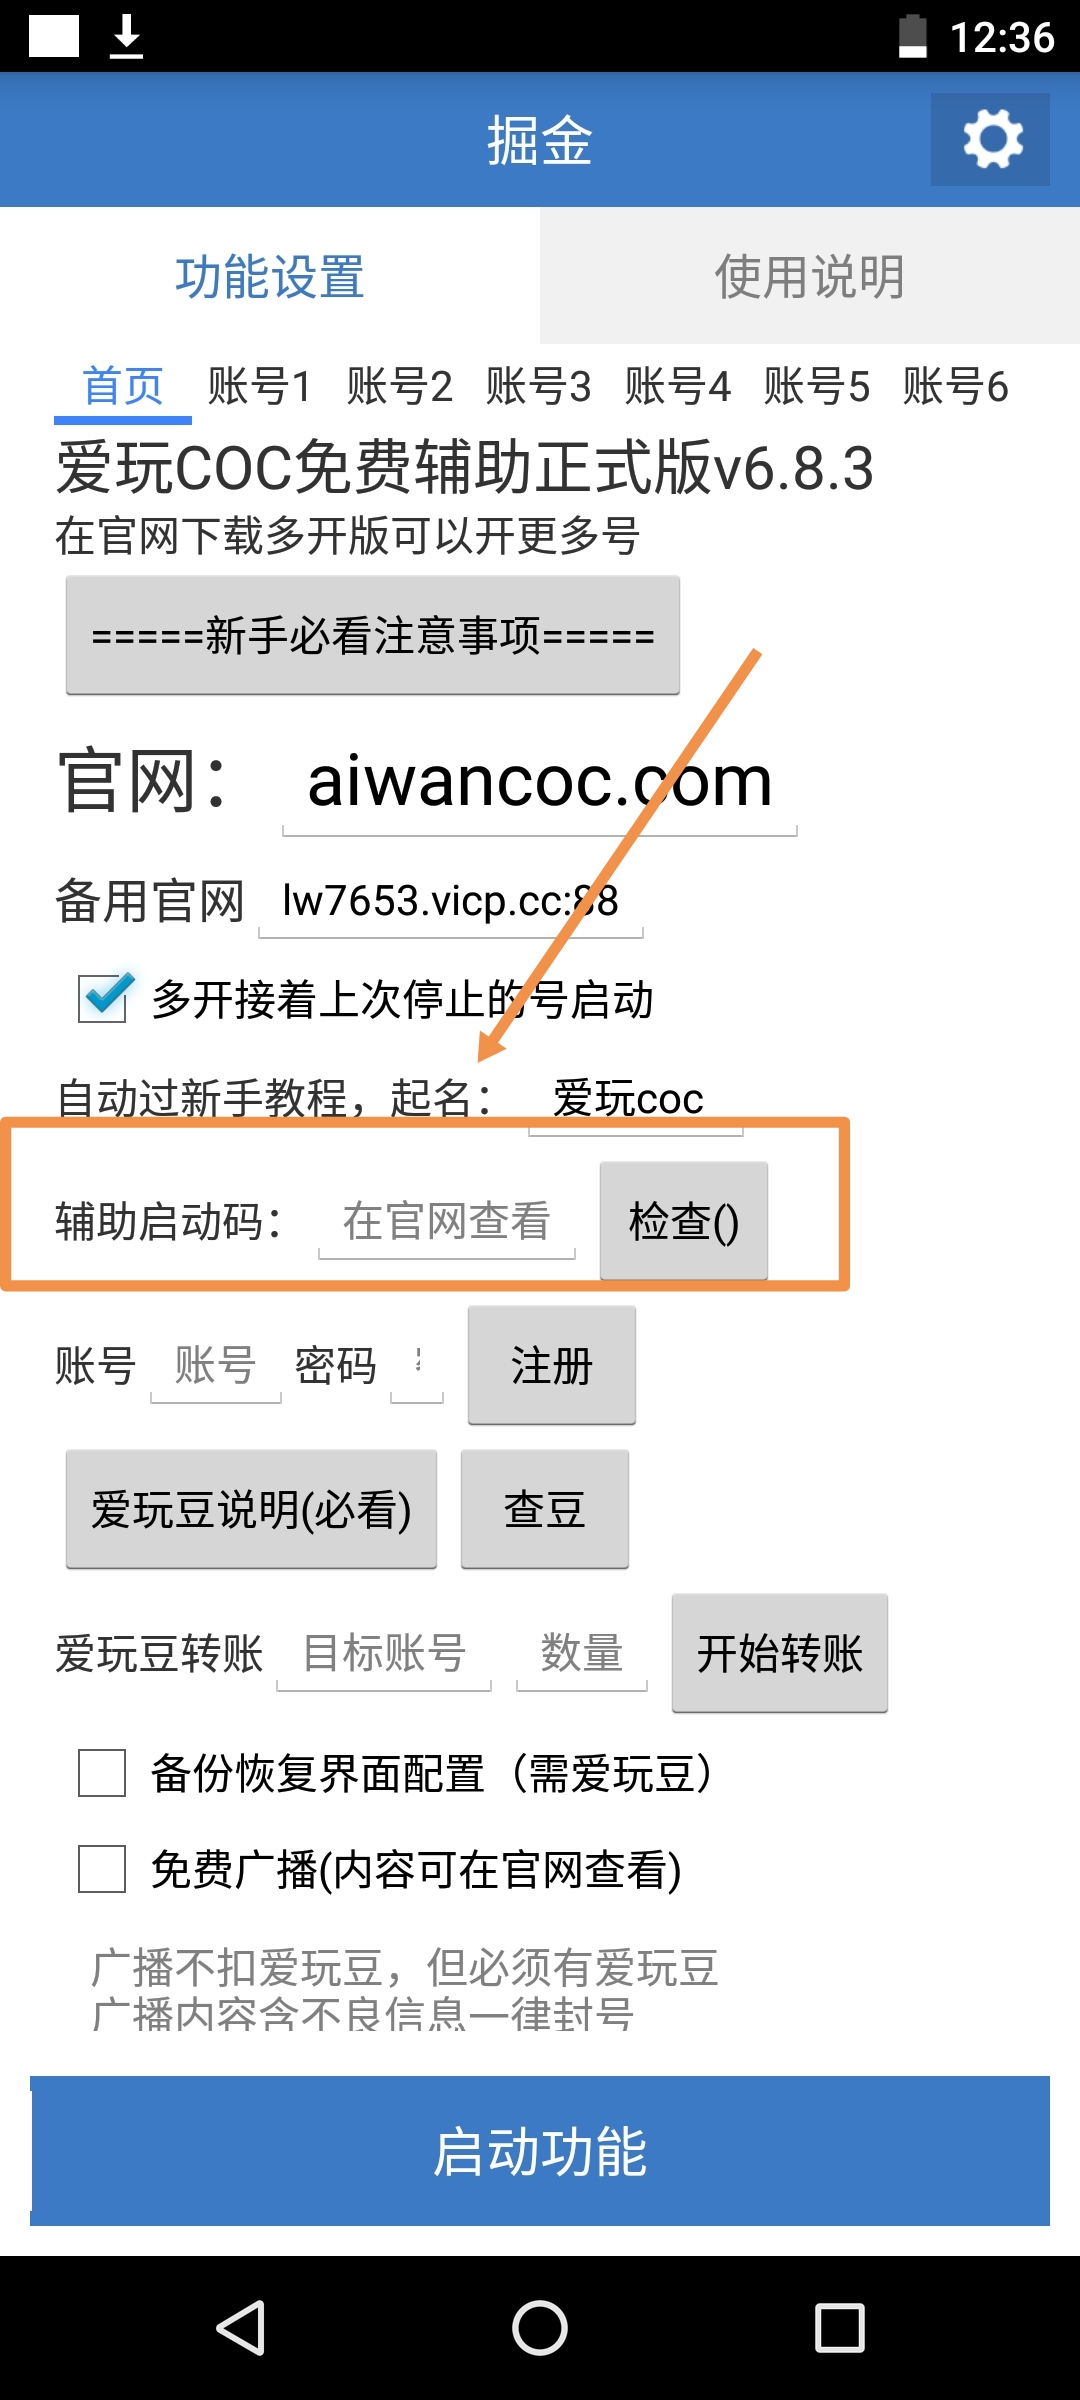 12:36
掘金
功能设置 使用说明
首页 账号1 账号2 账号3 账号4 账号5 账号6
爱玩COC免费辅助正式版v6.8.3
在官网下载多开版可以开更多号
=====新手必看注意事项=====
官网： aiwancoc.com
备用官网 lw7653.vicp.cc:88
多开接着上次停止的号启动
自动过新手教程，起名： 爱玩coc
辅助启动码： 在官网查看 检查()
账号 账号 密码 注册
爱玩豆说明(必看) 查豆
爱玩豆转账 目标账号 数量 开始转账
备份恢复界面配置（需爱玩豆）
免费广播(内容可在官网查看)
广播不扣爱玩豆，但必须有爱玩豆
广播内容含不良信息一律封号
启动功能